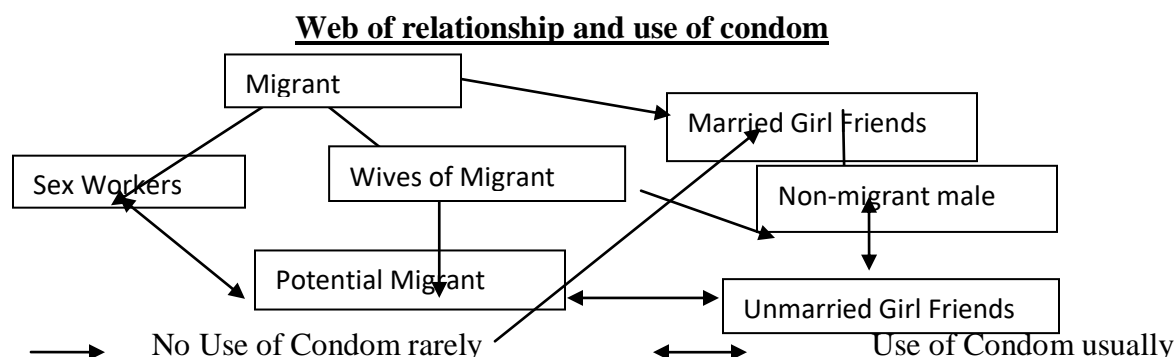 Web of relationship and use of condom
Migrant
Married Girl Friends
Sex Workers
Wives of Migrant
Non-migrant male
Potential Migrant
Unmarried Girl Friends
No Use of Condom rarely
Use of Condom usually